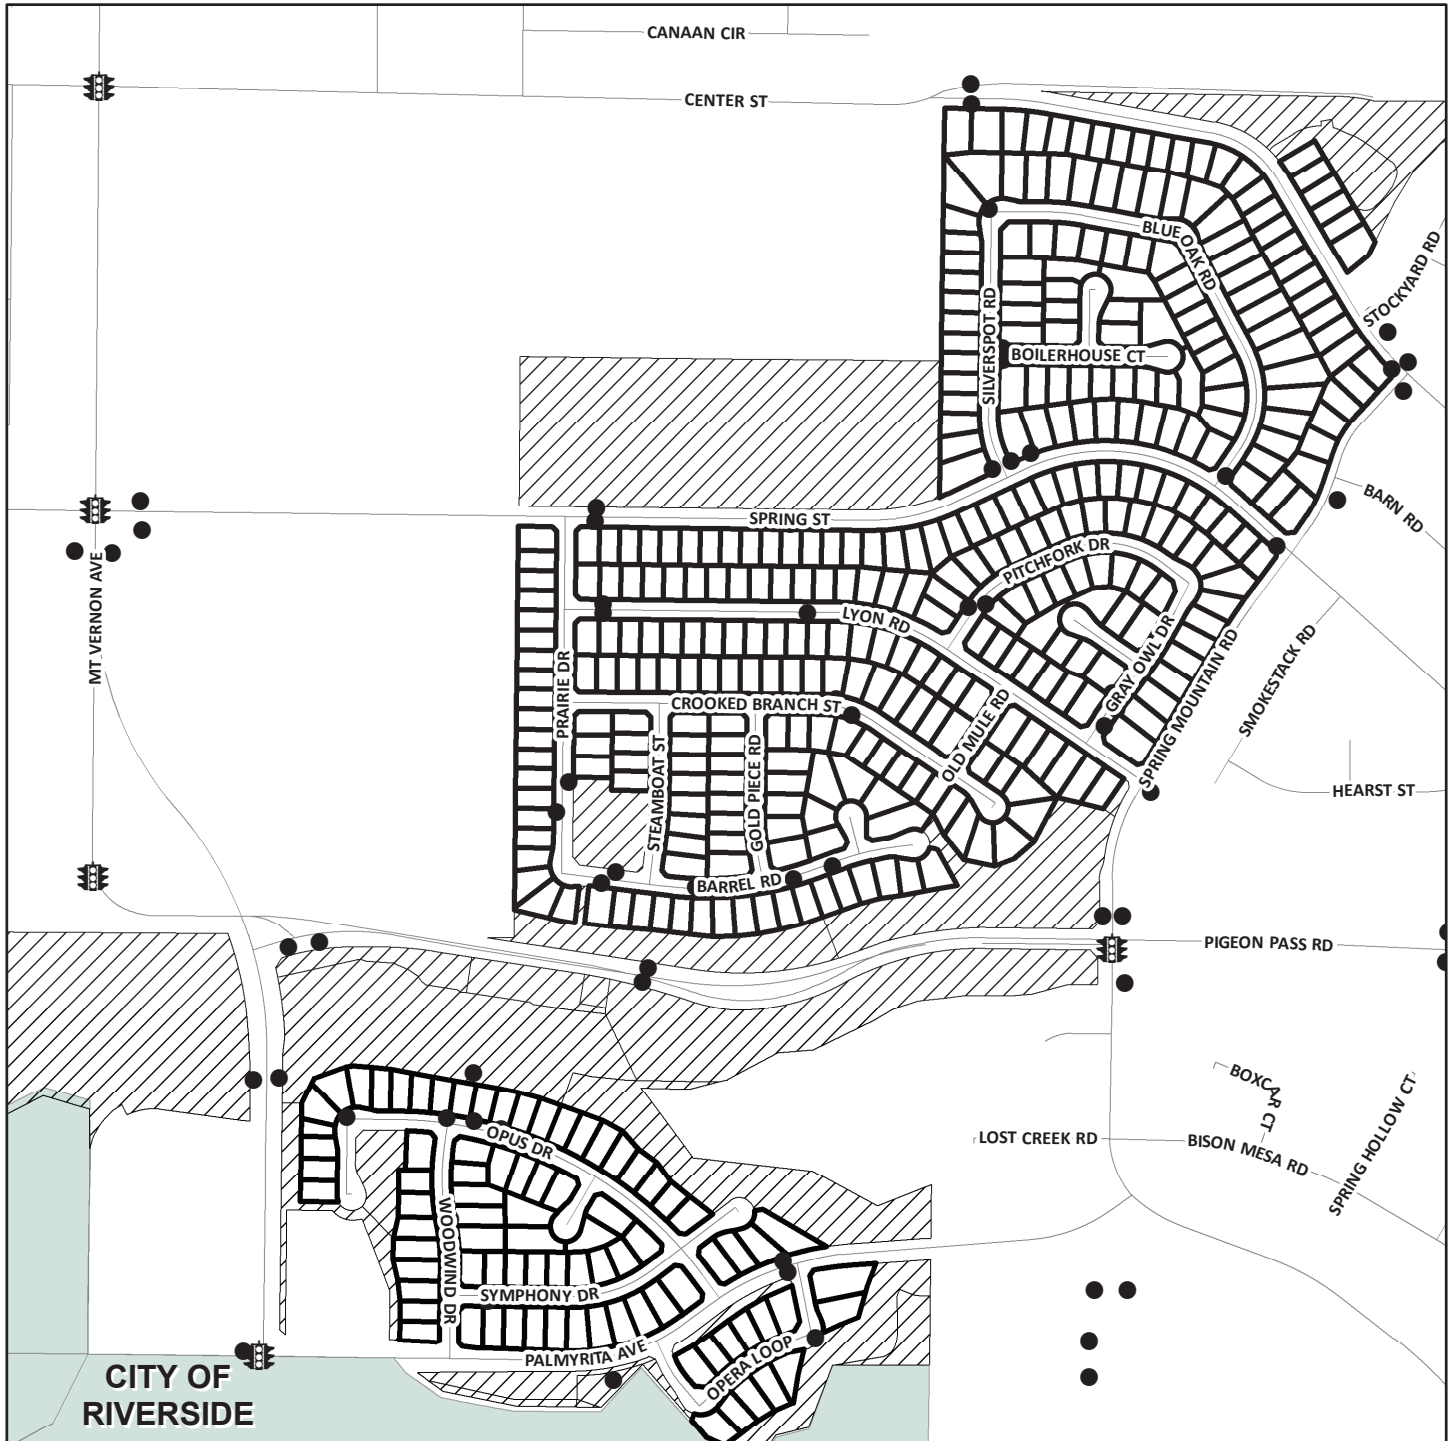 CANAAN CIR
CENTER ST
BLUE OAK RD
STOCKYARD RD
SILVERSPOT RD
BOILERHOUSE CT
BARN RD
SPRING ST
PITCHFORK DR
MT VERNON AVE
LYON RD
GRAY OWL DR
SMOKESTACK RD
PRAIRIE DR
CROOKED BRANCH ST
OLD MULE RD
SPRING MOUNTAIN RD
STEAMBOAT ST
GOLD PIECE RD
HEARST ST
BARREL RD
PIGEON PASS RD
BOXCAR CT
LOST CREEK RD
BISON MESA RD
SPRING HOLLOW CT
OPUS DR
WOODWIND DR
SYMPHONY DR
PALMYRITA AVE
OPERA LOOP
CITY OF
RIVERSIDE